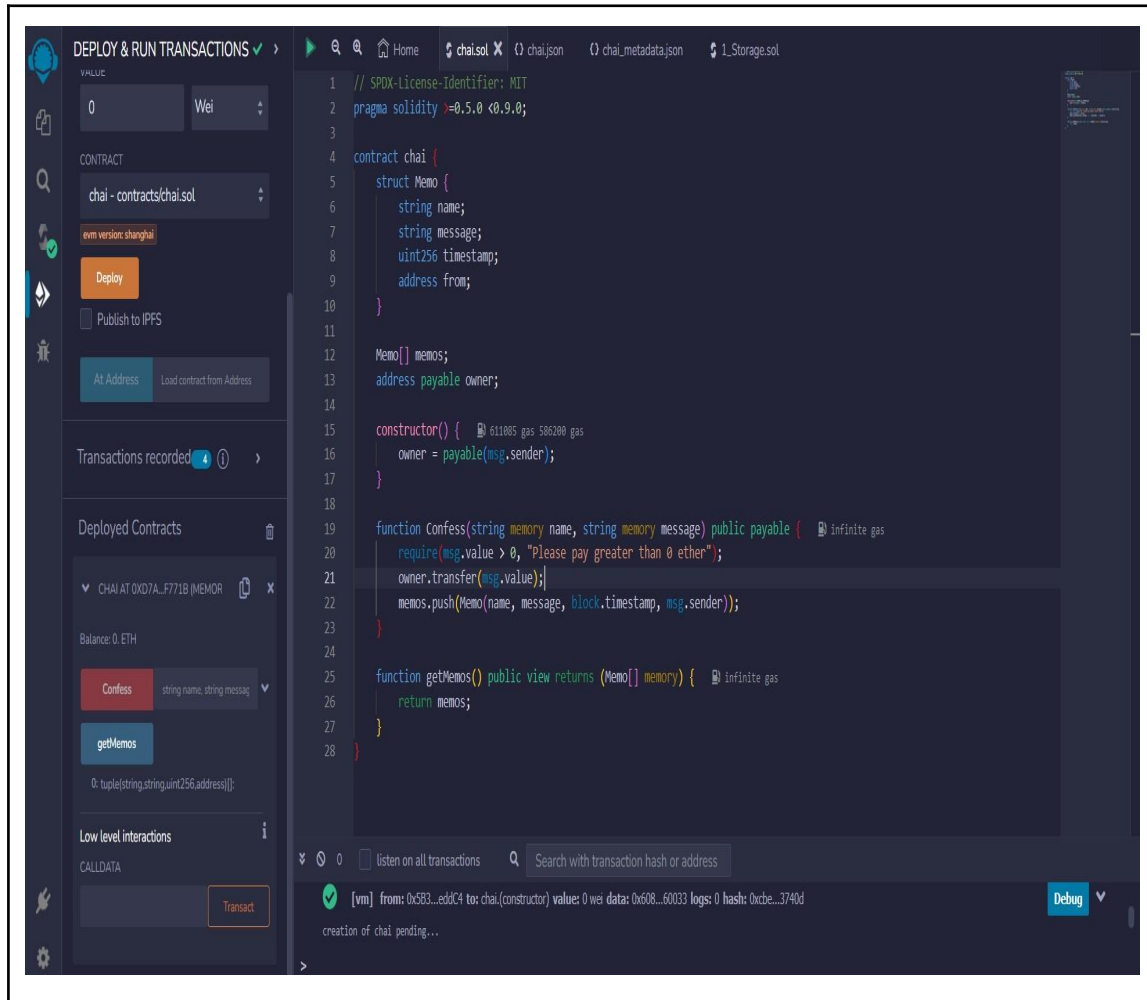 DEPLOY & RUN TRANSACTIONS
VALUE
0 Wei
CONTRACT
chai - contracts/chai.sol
evm version: shanghai
Deploy
Publish to IPFS
At Address Load contract from Address
Transactions recorded 4 i
Deployed Contracts
CHAI AT 0XD7A...F771B (MEMOR
Balance: 0. ETH
Confess string name, string messag
getMemos
0: tuple(string,string,uint256,address)[]:
Low level interactions i
CALLDATA
Transact
Home chai.sol chai.json chai_metadata.json 1_Storage.sol
1 // SPDX-License-Identifier: MIT
2 pragma solidity >=0.5.0 <0.9.0;
3
4 contract chai {
5 struct Memo {
6 string name;
7 string message;
8 uint256 timestamp;
9 address from;
10 }
11
12 Memo[] memos;
13 address payable owner;
14
15 constructor() { 611085 gas 586200 gas
16 owner = payable(msg.sender);
17 }
18
19 function Confess(string memory name, string memory message) public payable { infinite gas
20 require(msg.value > 0, "Please pay greater than 0 ether");
21 owner.transfer(msg.value);
22 memos.push(Memo(name, message, block.timestamp, msg.sender));
23 }
24
25 function getMemos() public view returns (Memo[] memory) { infinite gas
26 return memos;
27 }
28 }
0 listen on all transactions Search with transaction hash or address
[vm] from: 0x5B3...eddC4 to: chai.(constructor) value: 0 wei data: 0x608...60033 logs: 0 hash: 0xcbe...3740d Debug
creation of chai pending...
>